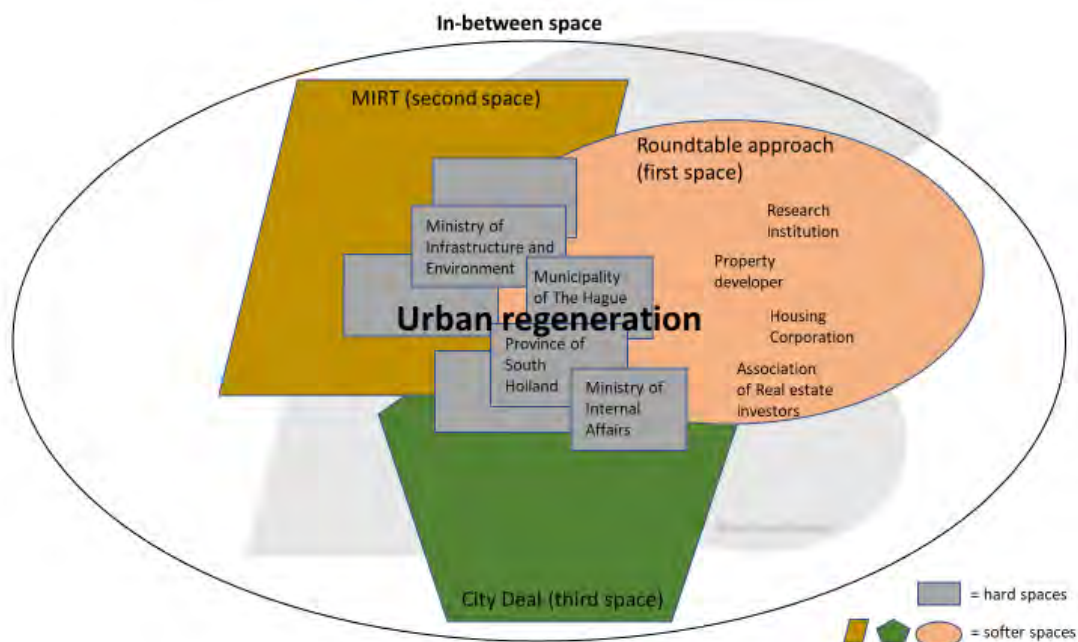 In-between space
MIRT (second space)
Roundtable approach
(first space)
Research
institution
Ministry of
Infrastructure and
Environment
Property
developer
Municipality
of The Hague
Urban regeneration
Housing
Corporation
Province of
South
Holland
Association
of Real estate
investors
Ministry of
Internal
Affairs
City Deal (third space)
= hard spaces
= softer spaces